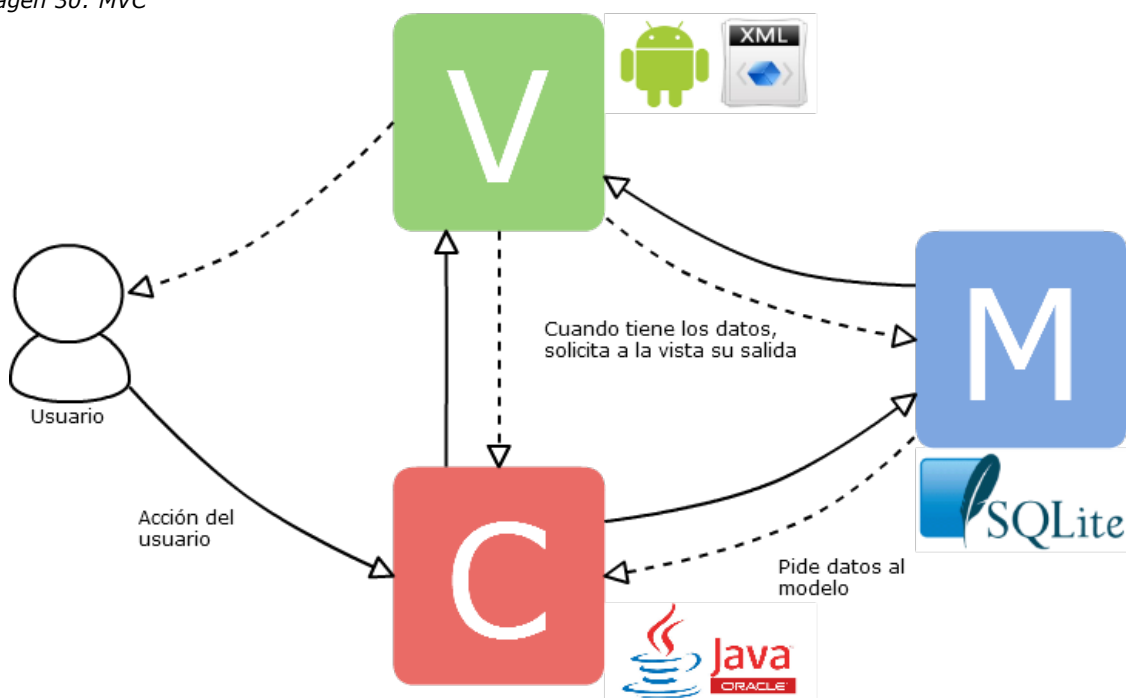 agen 30: MVC
V
XML
Cuando tiene los datos,
solicita a la vista su salida
M
Usuario
SQLite
Acción del
usuario
C
Pide datos al
modelo
Java
ORACLE